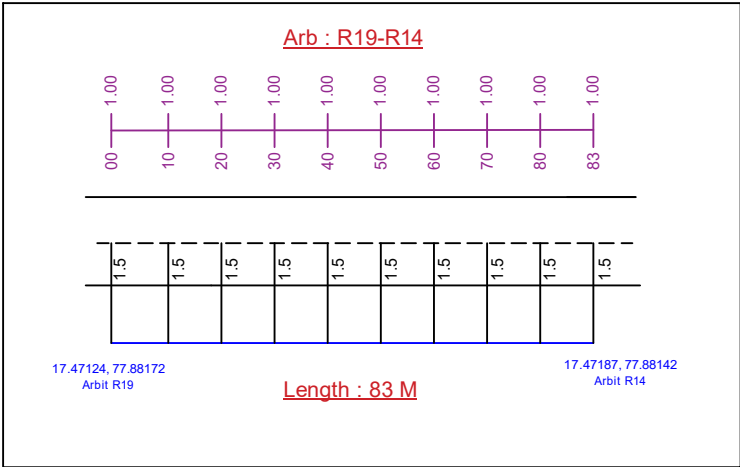 Arb : R19-R14
1.00 1.00 1.00 1.00 1.00 1.00 1.00 1.00 1.00 1.00
00 10 20 30 40 50 60 70 80 83
1.5 1.5 1.5 1.5 1.5 1.5 1.5 1.5 1.5 1.5
17.47124, 77.88172
Arbit R19
17.47187, 77.88142
Arbit R14
Length : 83 M